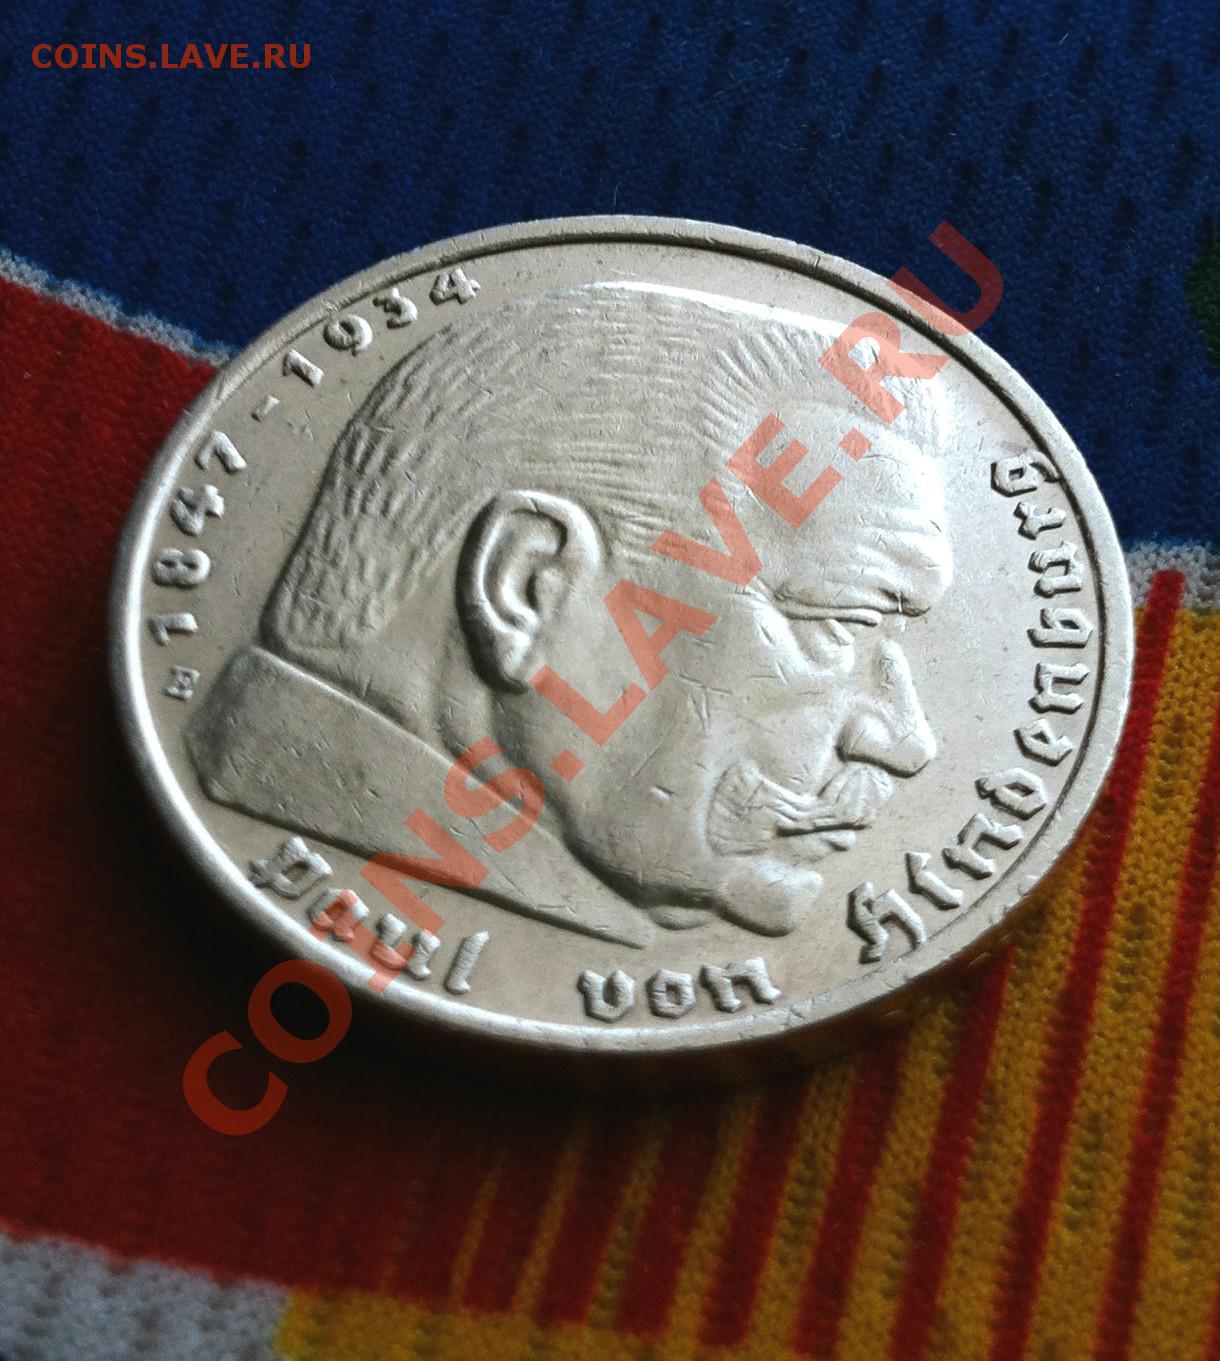 COINS.LAVE.RU
1847-1934
Paul von Hindenburg
COINS.LAVE.RU